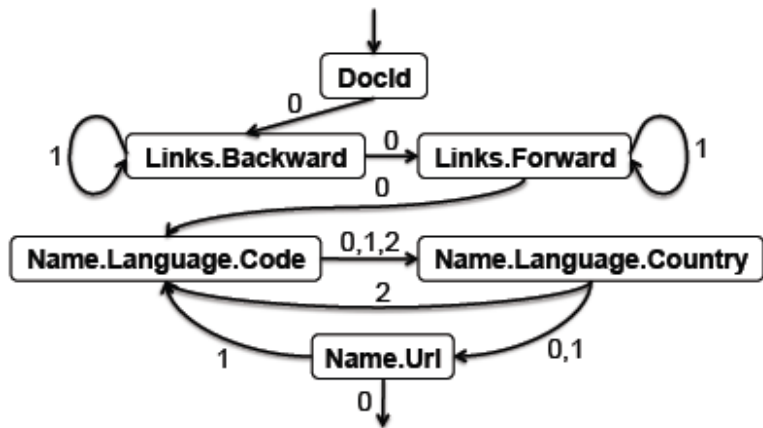 DocId
0
1 Links.Backward 0 Links.Forward 1
0
Name.Language.Code 0,1,2 Name.Language.Country
2
1 Name.Url 0,1
0